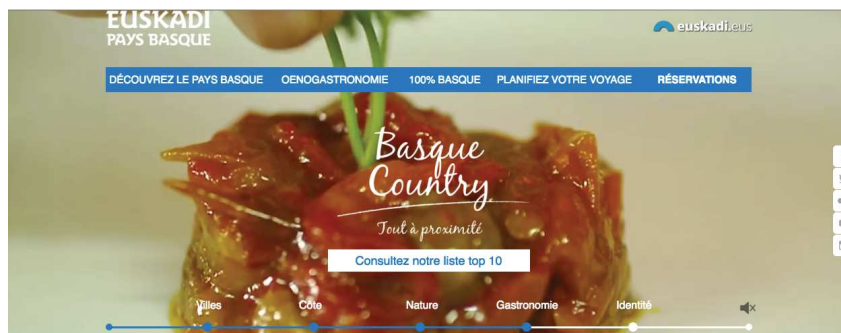 EUSKADI
PAYS BASQUE
euskadi.eus
DÉCOUVREZ LE PAYS BASQUE OENOGASTRONOMIE 100% BASQUE PLANIFIEZ VOTRE VOYAGE RÉSERVATIONS
Basque
Country
Tout à proximité
Consultez notre liste top 10
Villes Côte Nature Gastronomie Identité